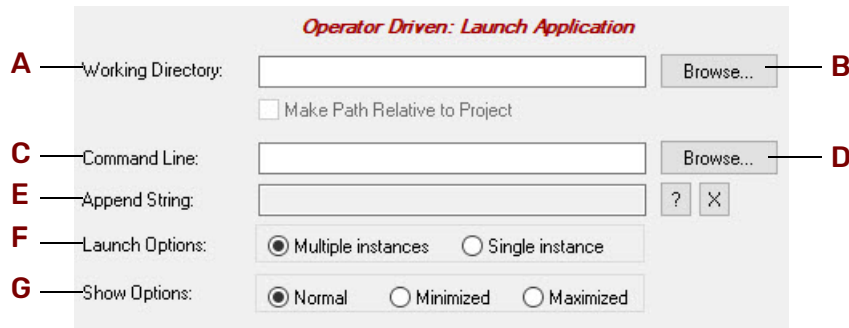 Operator Driven: Launch Application
A Working Directory: Browse... B
Make Path Relative to Project
C Command Line: Browse... D
E Append String: ? X
F Launch Options: Multiple instances Single instance
G Show Options: Normal Minimized Maximized